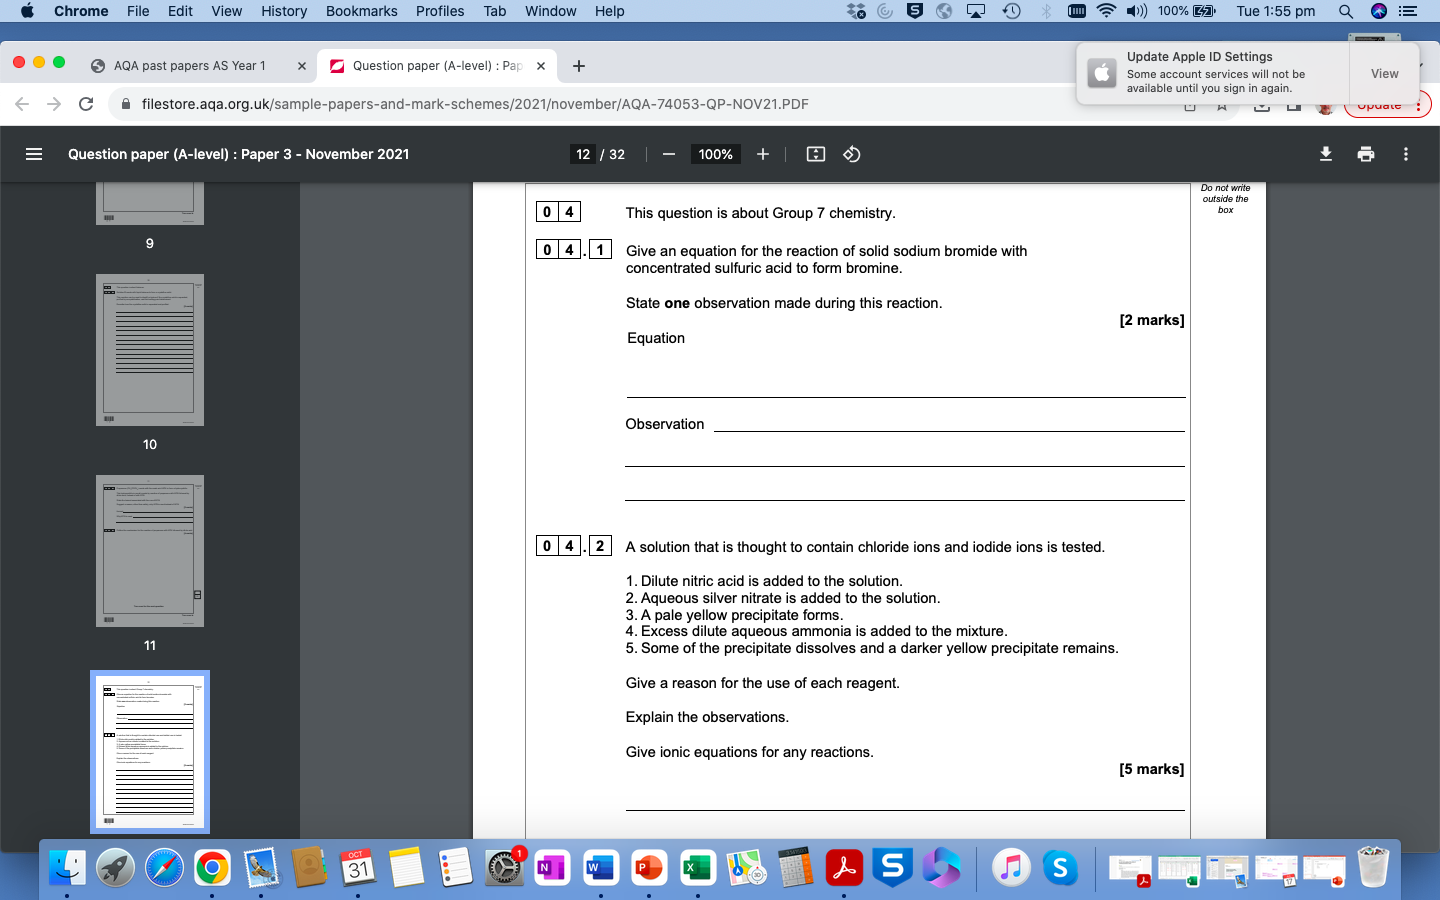 Chrome File Edit View History Bookmarks Profiles Tab Window Help 100% Tue 1:55 pm
AQA past papers AS Year 1
Question paper (A-level) : Pap
Update Apple ID Settings
Some account services will not be
available until you sign in again.
View
filestore.aqa.org.uk/sample-papers-and-mark-schemes/2021/november/AQA-74053-QP-NOV21.PDF
Update
Question paper (A-level) : Paper 3 - November 2021
12 / 32
100%
9
10
11
Do not write
outside the
box
0 4 This question is about Group 7 chemistry.
0 4 . 1 Give an equation for the reaction of solid sodium bromide with
concentrated sulfuric acid to form bromine.
State one observation made during this reaction.
[2 marks]
Equation
Observation
0 4 . 2 A solution that is thought to contain chloride ions and iodide ions is tested.
1. Dilute nitric acid is added to the solution.
2. Aqueous silver nitrate is added to the solution.
3. A pale yellow precipitate forms.
4. Excess dilute aqueous ammonia is added to the mixture.
5. Some of the precipitate dissolves and a darker yellow precipitate remains.
Give a reason for the use of each reagent.
Explain the observations.
Give ionic equations for any reactions.
[5 marks]
OCT
31
1
N
W
P
X
3D
S
S
17